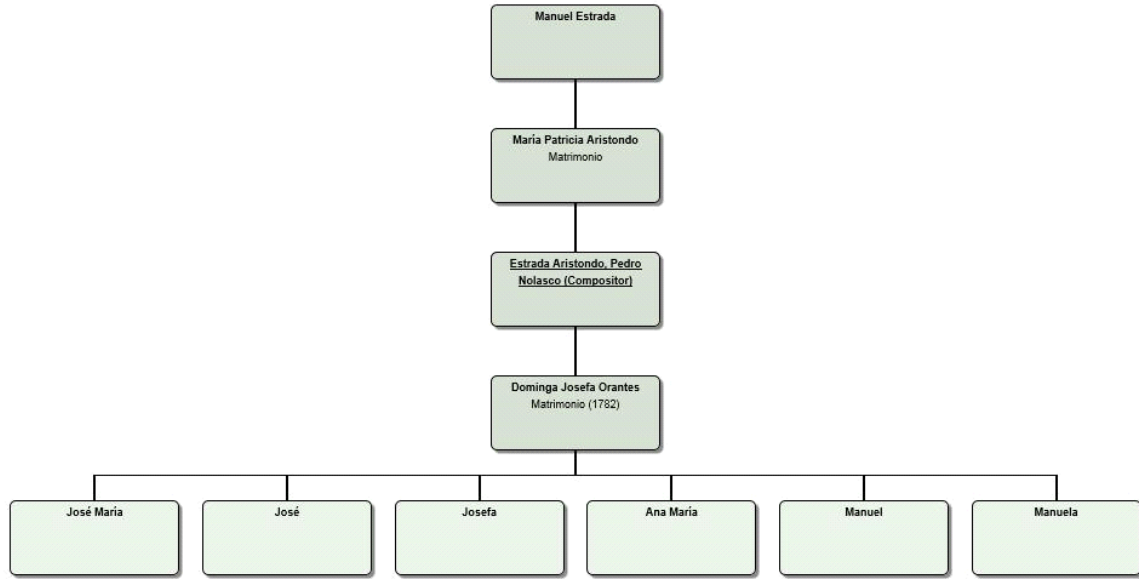 Manuel Estrada
María Patricia Aristondo
Matrimonio
Estrada Aristondo, Pedro
Nolasco (Compositor)
Dominga Josefa Orantes
Matrimonio (1782)
José Maria
José
Josefa
Ana María
Manuel
Manuela